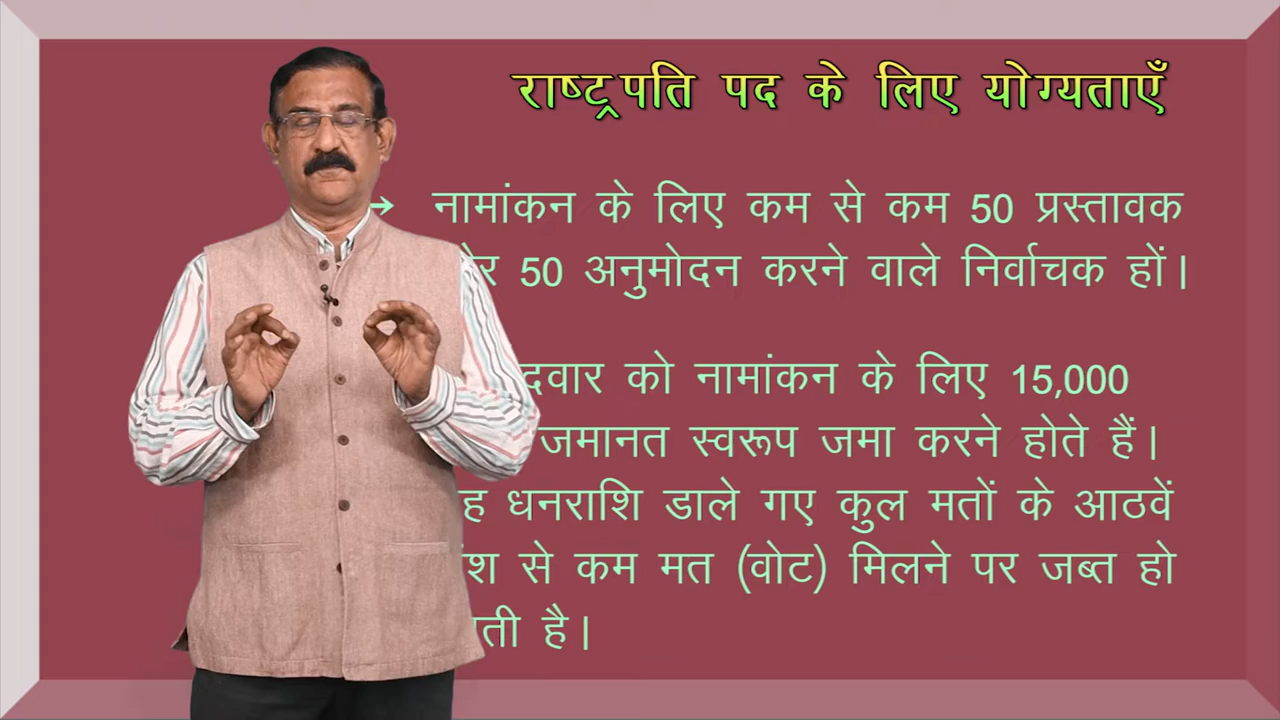 राष्ट्रपति पद के लिए योग्यताएँ
→ नामांकन के लिए कम से कम 50 प्रस्तावक
50 अनुमोदन करने वाले निर्वाचक हों।
को नामांकन के लिए 15,000
जमानत स्वरूप जमा करने होते हैं।
धनराशि डाले गए कुल मतों के आठवें
से कम मत (वोट) मिलने पर जब्त हो
है।